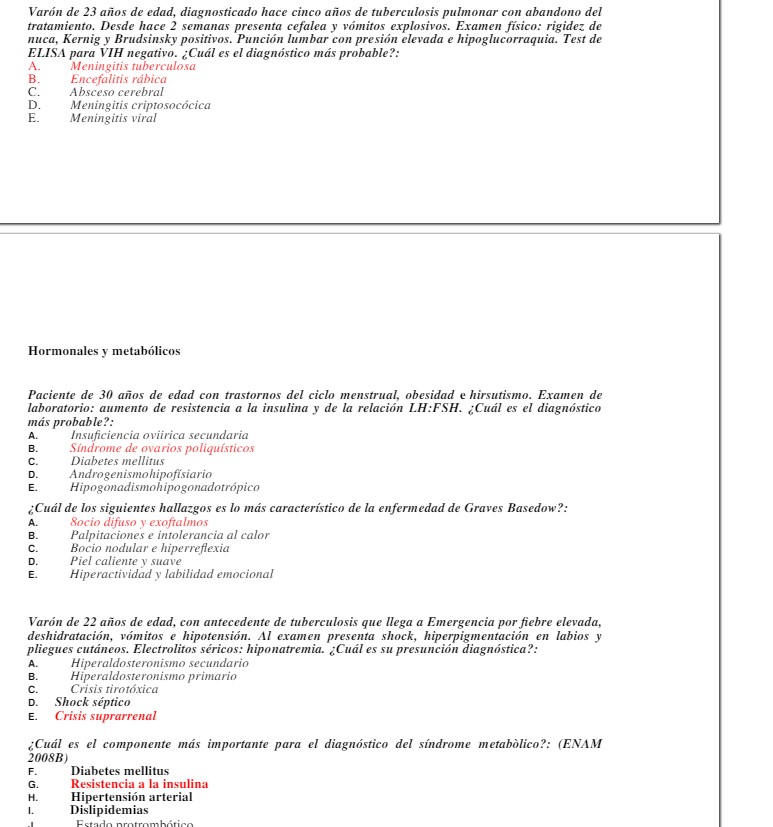 Varón de 23 años de edad, diagnosticado hace cinco años de tuberculosis pulmonar con abandono del
tratamiento. Desde hace 2 semanas presenta cefalea y vómitos explosivos. Examen físico: rigidez de
nuca, Kernig y Brudsinsky positivos. Punción lumbar con presión elevada e hipoglucorraquia. Test de
ELISA para VIH negativo. ¿Cuál es el diagnóstico más probable?:
A. Meningitis tuberculosa
B. Encefalitis rábica
C. Absceso cerebral
D. Meningitis criptosocócica
E. Meningitis viral
Hormonales y metabólicos
Paciente de 30 años de edad con trastornos del ciclo menstrual, obesidad e hirsutismo. Examen de
laboratorio: aumento de resistencia a la insulina y de la relación LH:FSH. ¿Cuál es el diagnóstico
más probable?:
A. Insuficiencia oviirica secundaria
B. Síndrome de ovarios poliquísticos
C. Diabetes mellitus
D. Androgenismohipofísiario
E. Hipogonadismohipogonadotrópico
¿Cuál de los siguientes hallazgos es lo más característico de la enfermedad de Graves Basedow?:
A. 8ocio difuso y exoftalmos
B. Palpitaciones e intolerancia al calor
C. Bocio nodular e hiperreflexia
D. Piel caliente y suave
E. Hiperactividad y labilidad emocional
Varón de 22 años de edad, con antecedente de tuberculosis que llega a Emergencia por fiebre elevada,
deshidratación, vómitos e hipotensión. Al examen presenta shock, hiperpigmentación en labios y
pliegues cutáneos. Electrolitos séricos: hiponatremia. ¿Cuál es su presunción diagnóstica?:
A. Hiperaldosteronismo secundario
B. Hiperaldosteronismo primario
C. Crisis tirotóxica
D. Shock séptico
E. Crisis suprarrenal
¿Cuál es el componente más importante para el diagnóstico del síndrome metabòlico?: (ENAM
2008B)
F. Diabetes mellitus
G. Resistencia a la insulina
H. Hipertensión arterial
I. Dislipidemias
J. Estado protrombótico